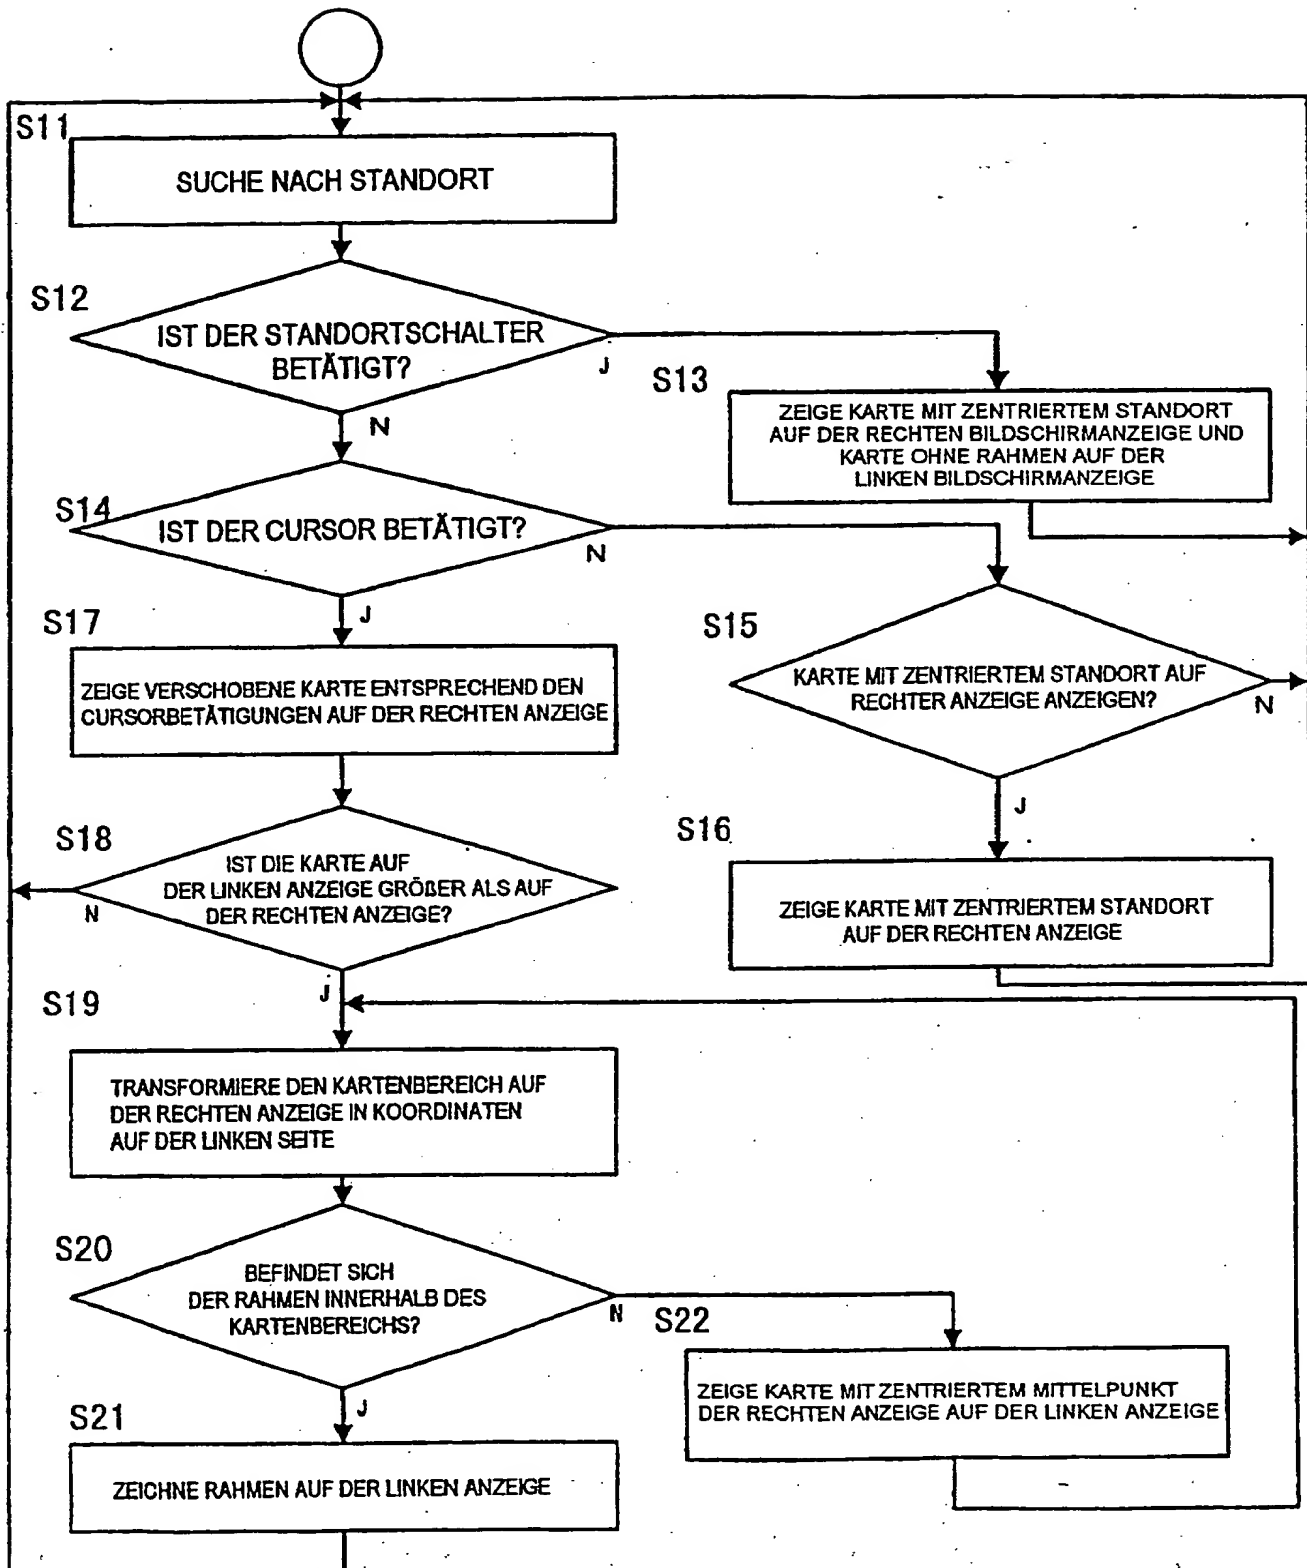 S11
SUCHE NACH STANDORT
S12
IST DER STANDORTSCHALTER
BETÄTIGT?
J
N
S13
ZEIGE KARTE MIT ZENTRIERTEM STANDORT
AUF DER RECHTEN BILDSCHIRMANZEIGE UND
KARTE OHNE RAHMEN AUF DER
LINKEN BILDSCHIRMANZEIGE
S14
IST DER CURSOR BETÄTIGT?
N
J
S15
KARTE MIT ZENTRIERTEM STANDORT AUF
RECHTER ANZEIGE ANZEIGEN?
N
J
S16
ZEIGE KARTE MIT ZENTRIERTEM STANDORT
AUF DER RECHTEN ANZEIGE
S17
ZEIGE VERSCHOBENE KARTE ENTSPRECHEND DEN
CURSORBETÄTIGUNGEN AUF DER RECHTEN ANZEIGE
S18
IST DIE KARTE AUF
DER LINKEN ANZEIGE GRÖßER ALS AUF
DER RECHTEN ANZEIGE?
N
J
S19
TRANSFORMIERE DEN KARTENBEREICH AUF
DER RECHTEN ANZEIGE IN KOORDINATEN
AUF DER LINKEN SEITE
S20
BEFINDET SICH
DER RAHMEN INNERHALB DES
KARTENBEREICHS?
N
J
S22
ZEIGE KARTE MIT ZENTRIERTEM MITTELPUNKT
DER RECHTEN ANZEIGE AUF DER LINKEN ANZEIGE
S21
ZEICHNE RAHMEN AUF DER LINKEN ANZEIGE